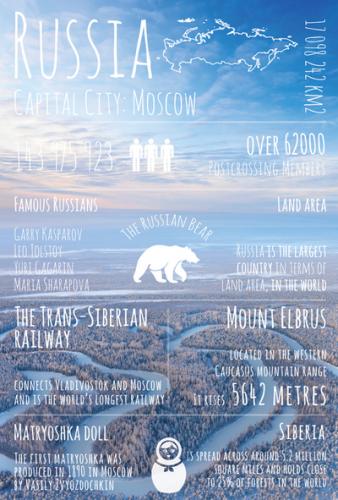 Russia
17 098 242 km2
Capital City: Moscow
143 975 923
over 62000
Postcrossing Members
Famous Russians
Garry Kasparov
Leo Tolstoy
Yuri Gagarin
Maria Sharapova
The Russian Bear
Land area
Russia is the largest
country in terms of
land area, in the world
The Trans-Siberian
Railway
connects Vladivostok and Moscow
and is the world's longest railway
Mount Elbrus
located in the western
Caucasus mountain range
it rises 5642 metres
Matryoshka doll
The first matryoshka was
produced in 1890 in Moscow
by Vasily Zvyozdochkin
Siberia
is spread across around 5.2 million
square miles and holds close
to 25% of forests in the world